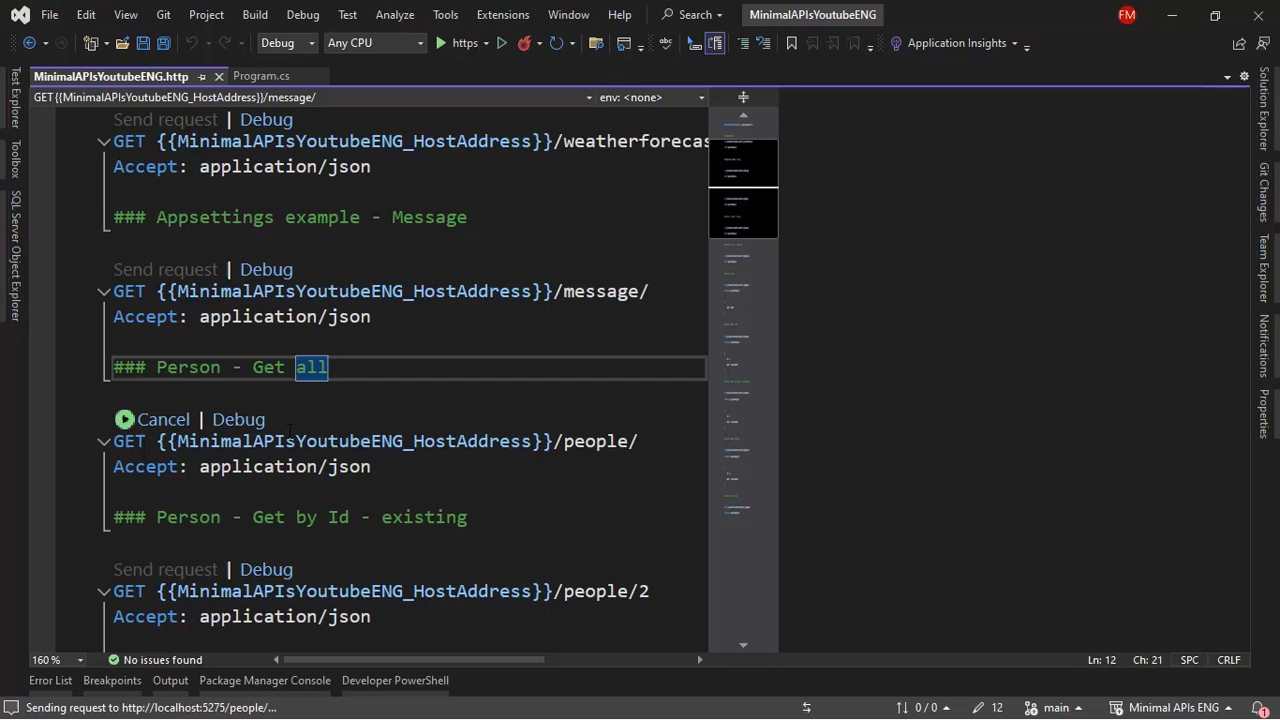 File Edit View Git Project Build Debug Test Analyze Tools Extensions Window Help Search MinimalAPIsYoutubeENG FM
Debug Any CPU https Application Insights
MinimalAPIsYoutubeENG.http Program.cs
GET{{MinimalAPIsYoutubeENG_HostAddress}}/message/ env: <none>
Send request | Debug
GET {{MinimalAPIsYoutubeENG_HostAddress}}/weatherforecas
Accept: application/json
### Appsettings example - Message
Send request | Debug
GET {{MinimalAPIsYoutubeENG_HostAddress}}/message/
Accept: application/json
### Person - Get all
Cancel | Debug
GET {{MinimalAPIsYoutubeENG_HostAddress}}/people/
Accept: application/json
### Person - Get by Id - existing
Send request | Debug
GET {{MinimalAPIsYoutubeENG_HostAddress}}/people/2
Accept: application/json
160 % No issues found Ln: 12 Ch: 21 SPC CRLF
Error List Breakpoints Output Package Manager Console Developer PowerShell
Sending request to http://localhost:5275/people/... 0 / 0 12 main Minimal APIs ENG 1
Test Explorer
Toolbox
SQL Server Object Explorer
Solution Explorer
Git Changes
Team Explorer
Notifications
Properties